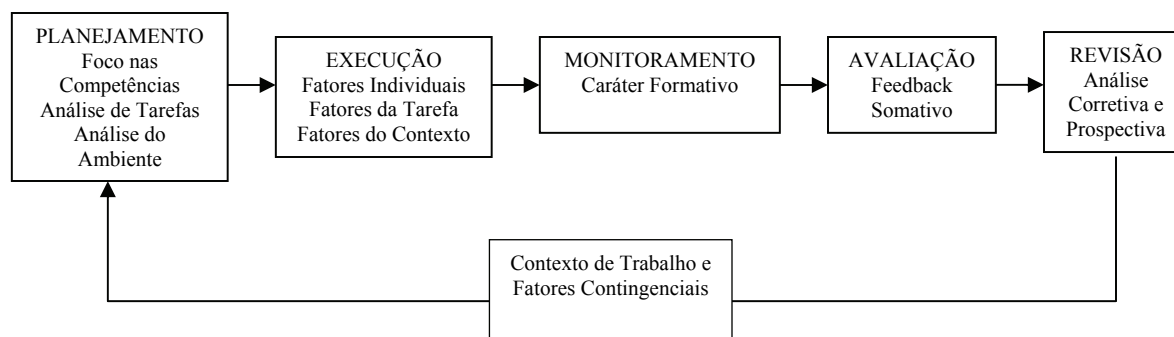 PLANEJAMENTO
Foco nas
Competências
Análise de Tarefas
Análise do
Ambiente
EXECUÇÃO
Fatores Individuais
Fatores da Tarefa
Fatores do Contexto
MONITORAMENTO
Caráter Formativo
AVALIAÇÃO
Feedback
Somativo
REVISÃO
Análise
Corretiva e
Prospectiva
Contexto de Trabalho e
Fatores Contingenciais